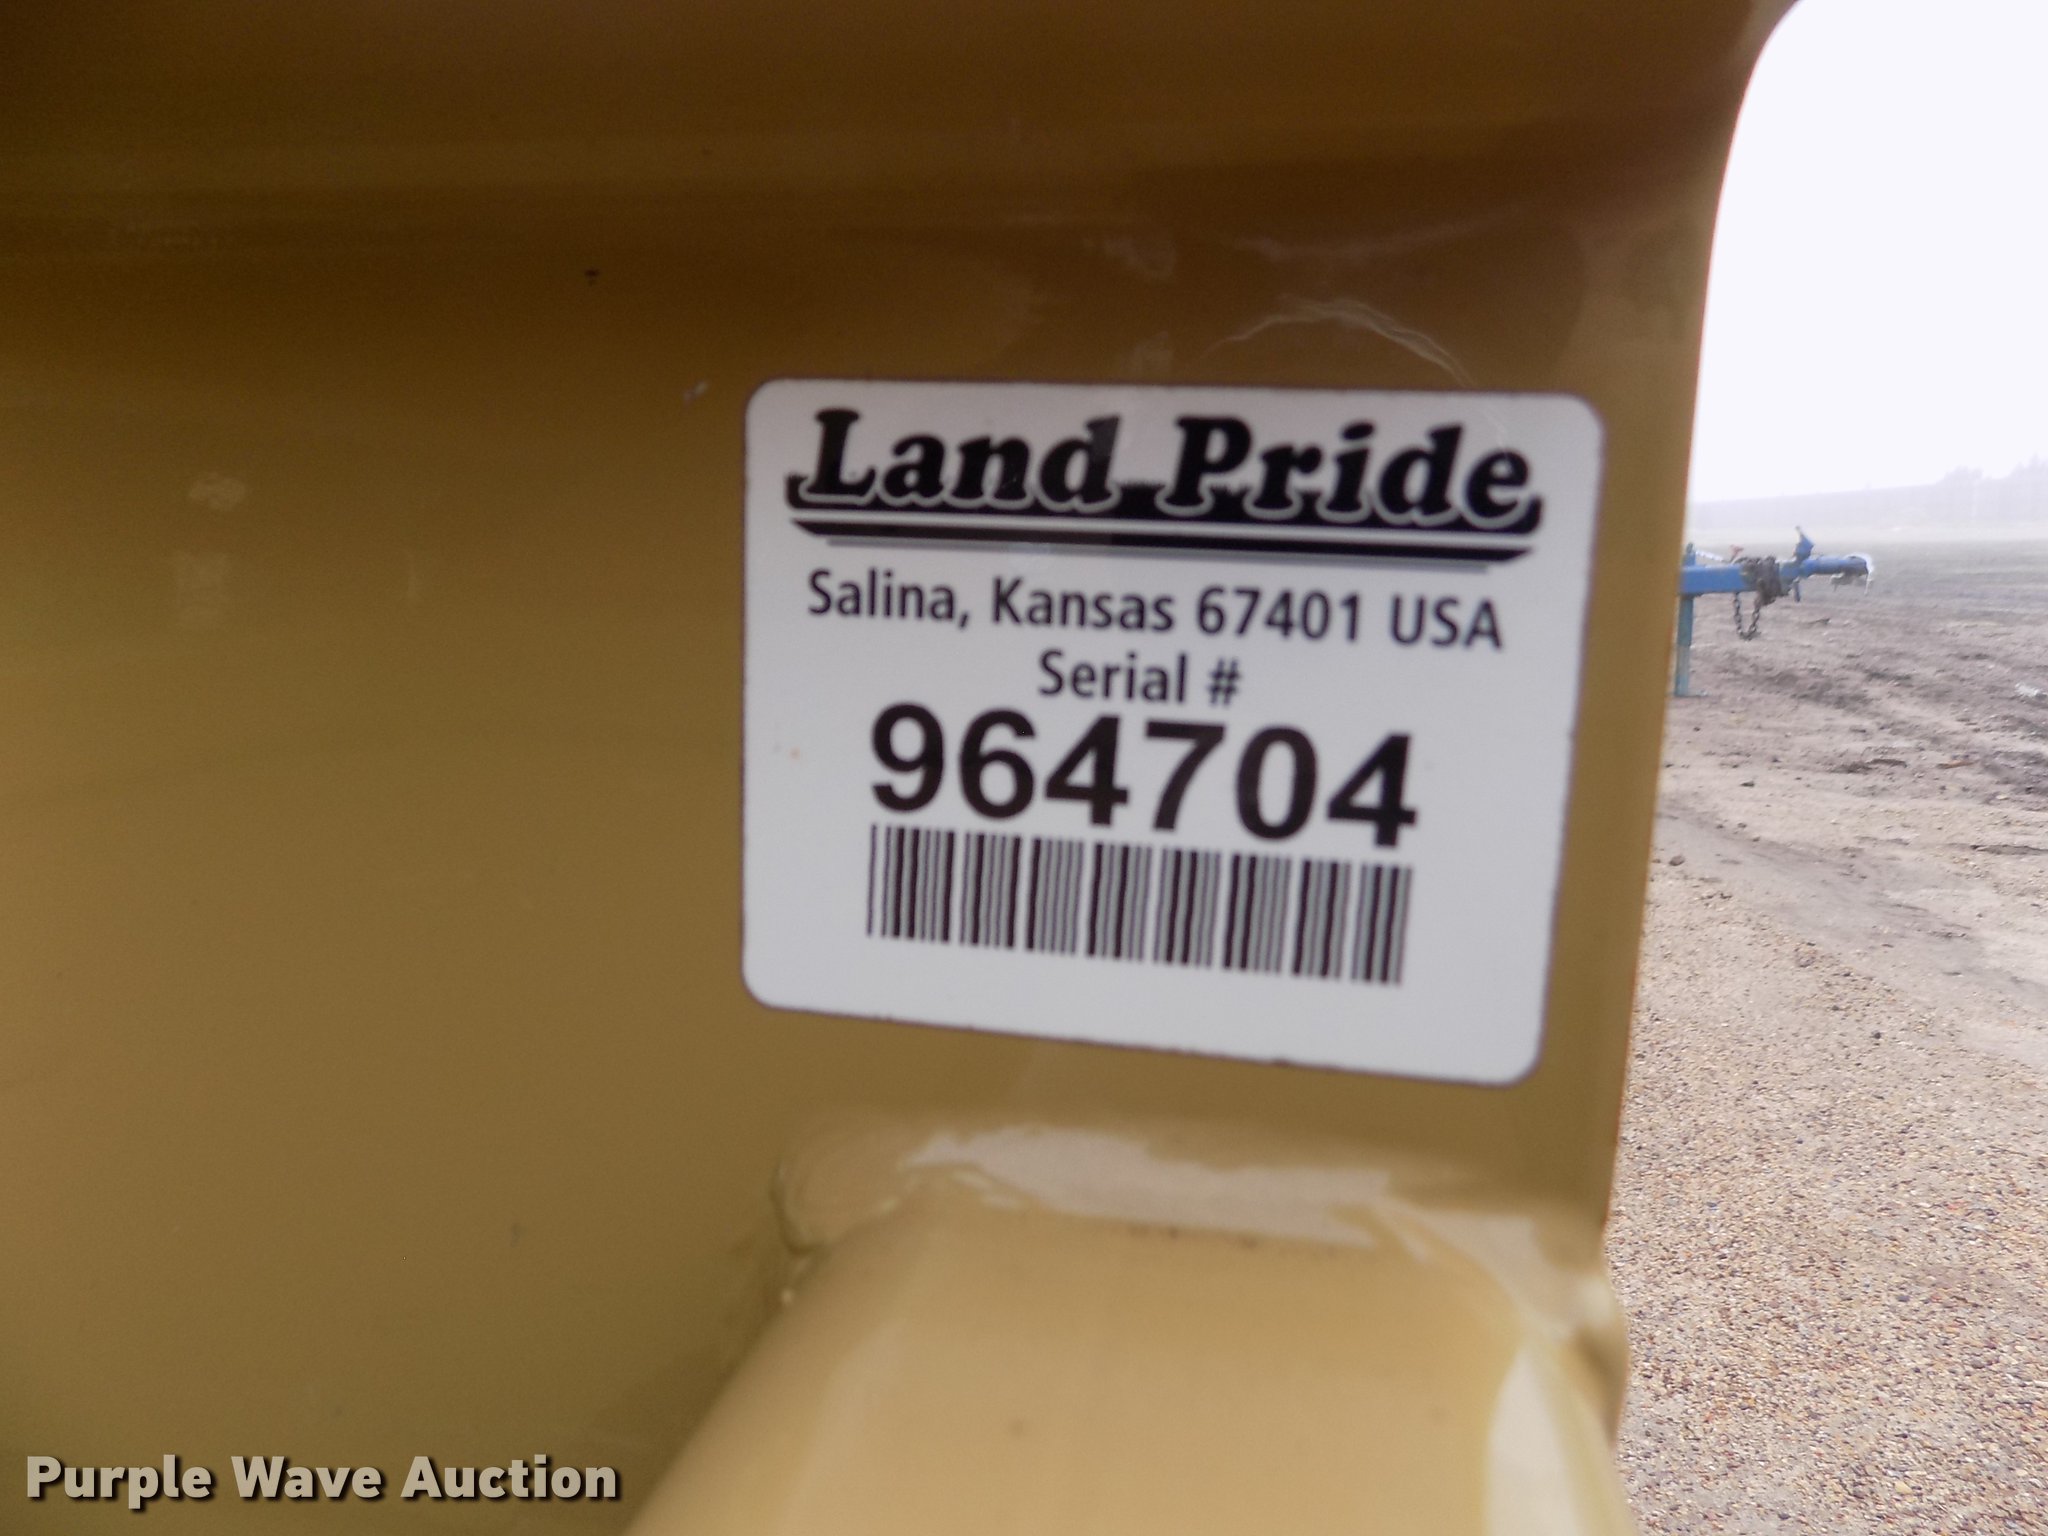 Land Pride
Salina, Kansas 67401 USA
Serial #
964704
Purple Wave Auction